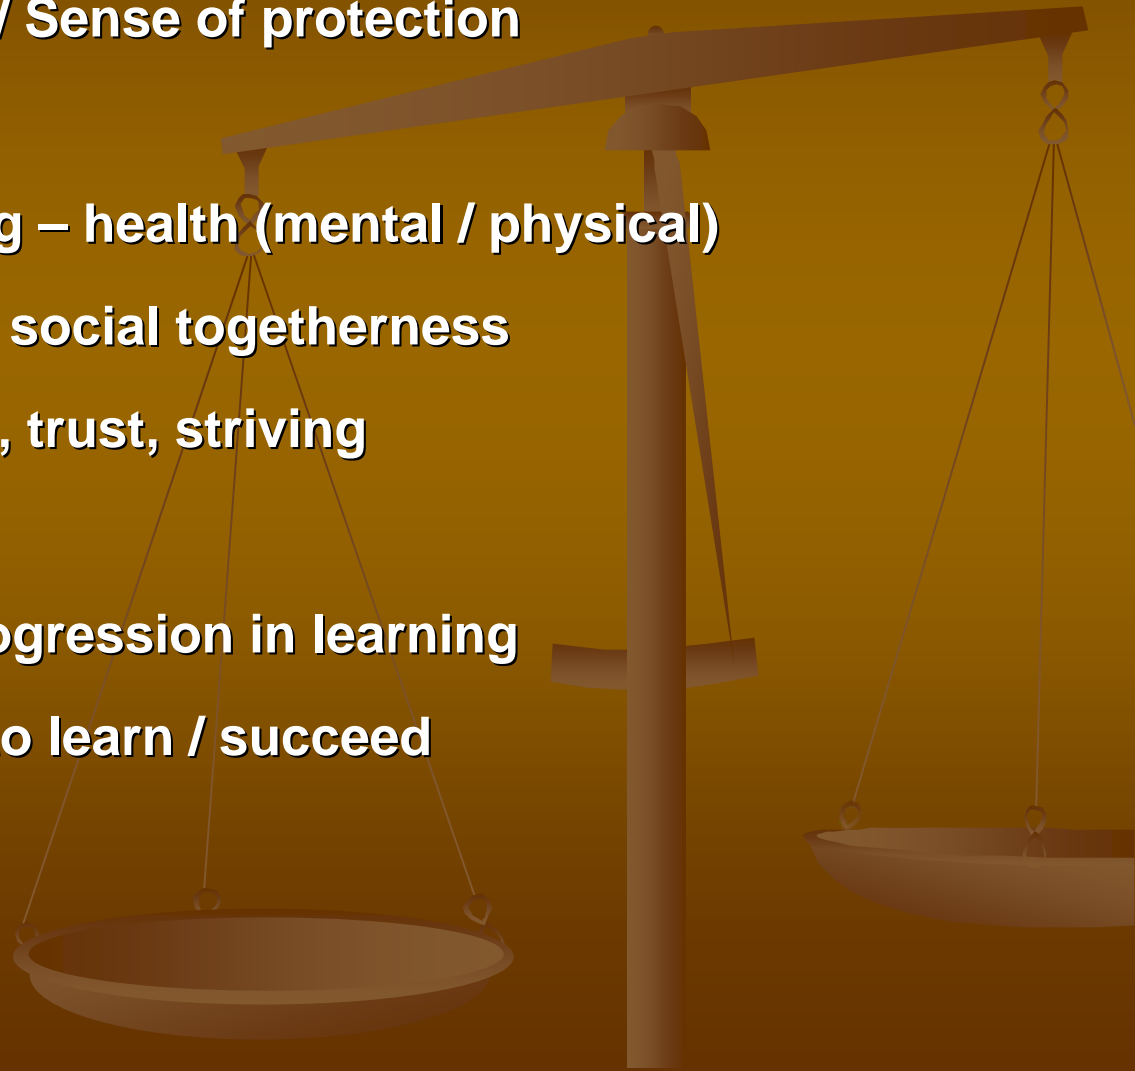 / Sense of protection
g – health (mental / physical)
social togetherness
, trust, striving
ogression in learning
o learn / succeed